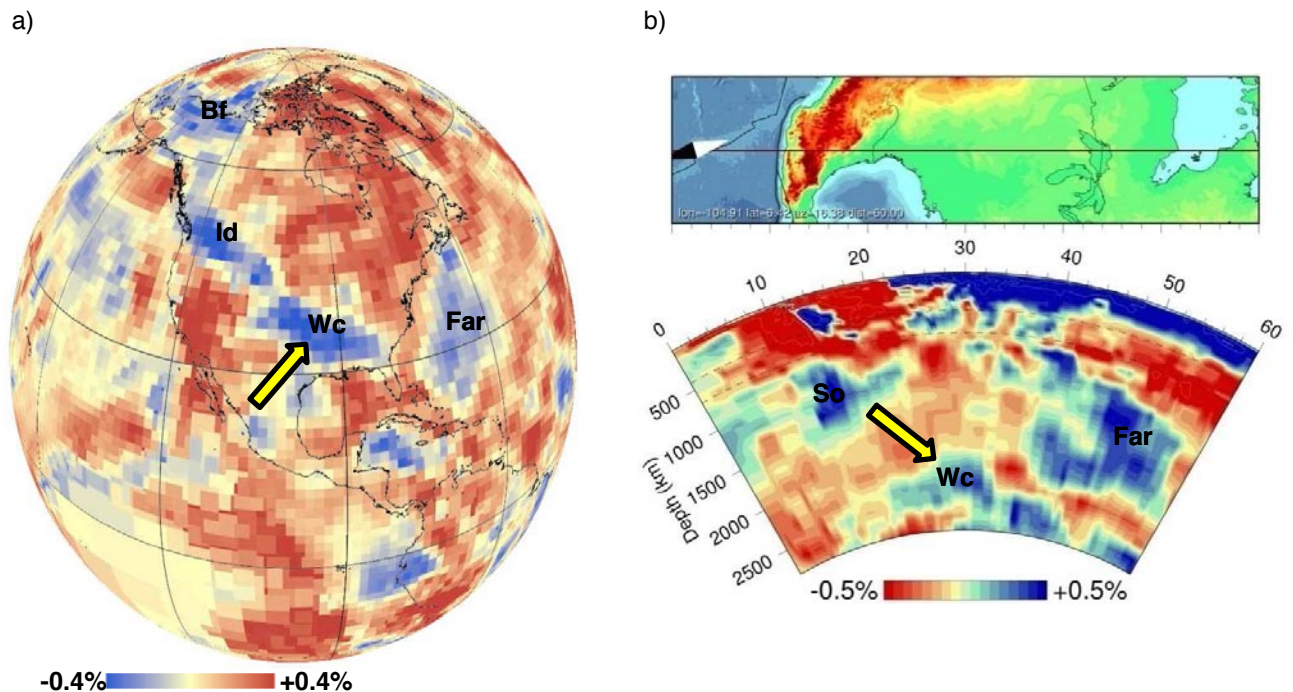 a)
Bf
Id
Wc
Far
-0.4% +0.4%
b)
lon=-104.91 lat=6.42 az=16.38 dist=60.00
0 10 20 30 40 50 60
500
1000
1500
2000
2500
Depth (km)
So
Wc
Far
-0.5% +0.5%